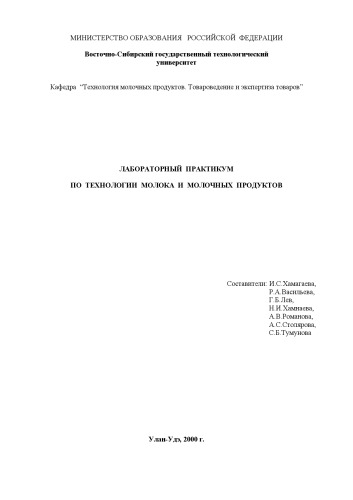 МИНИСТЕРСТВО ОБРАЗОВАНИЯ РОССИЙСКОЙ ФЕДЕРАЦИИ
Восточно-Сибирский государственный технологический
университет
Кафедра "Технология молочных продуктов. Товароведение и экспертиза товаров"
ЛАБОРАТОРНЫЙ ПРАКТИКУМ
ПО ТЕХНОЛОГИИ МОЛОКА И МОЛОЧНЫХ ПРОДУКТОВ
Составители: И.С.Хамагаева,
Р.А.Васильева,
Г.Б.Лев,
Н.И.Хамнаева,
А.В.Романова,
А.С.Столярова,
С.Б.Тумунова
Улан-Удэ, 2000 г.